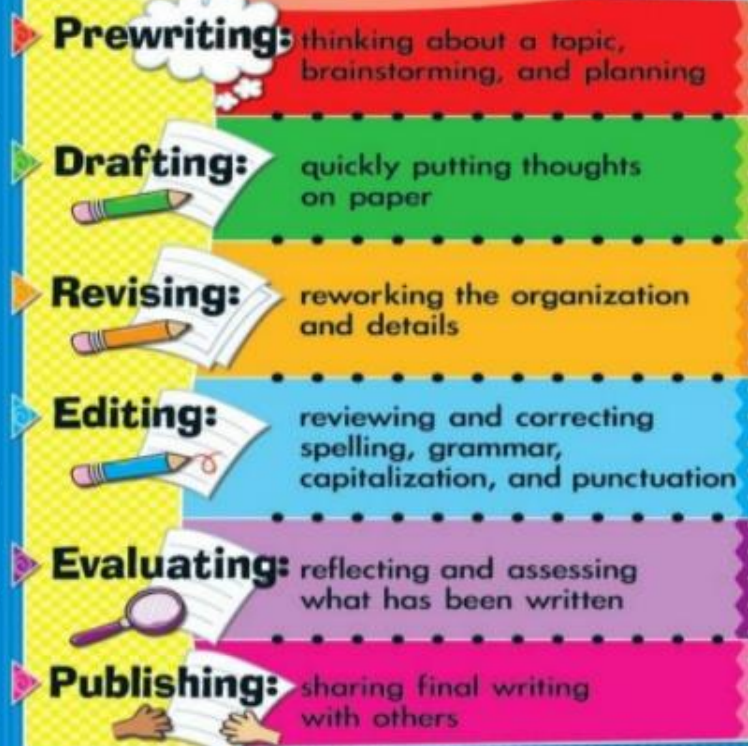 Prewriting: thinking about a topic,
brainstorming, and planning
Drafting: quickly putting thoughts
on paper
Revising: reworking the organization
and details
Editing: reviewing and correcting
spelling, grammar,
capitalization, and punctuation
Evaluating: reflecting and assessing
what has been written
Publishing: sharing final writing
with others